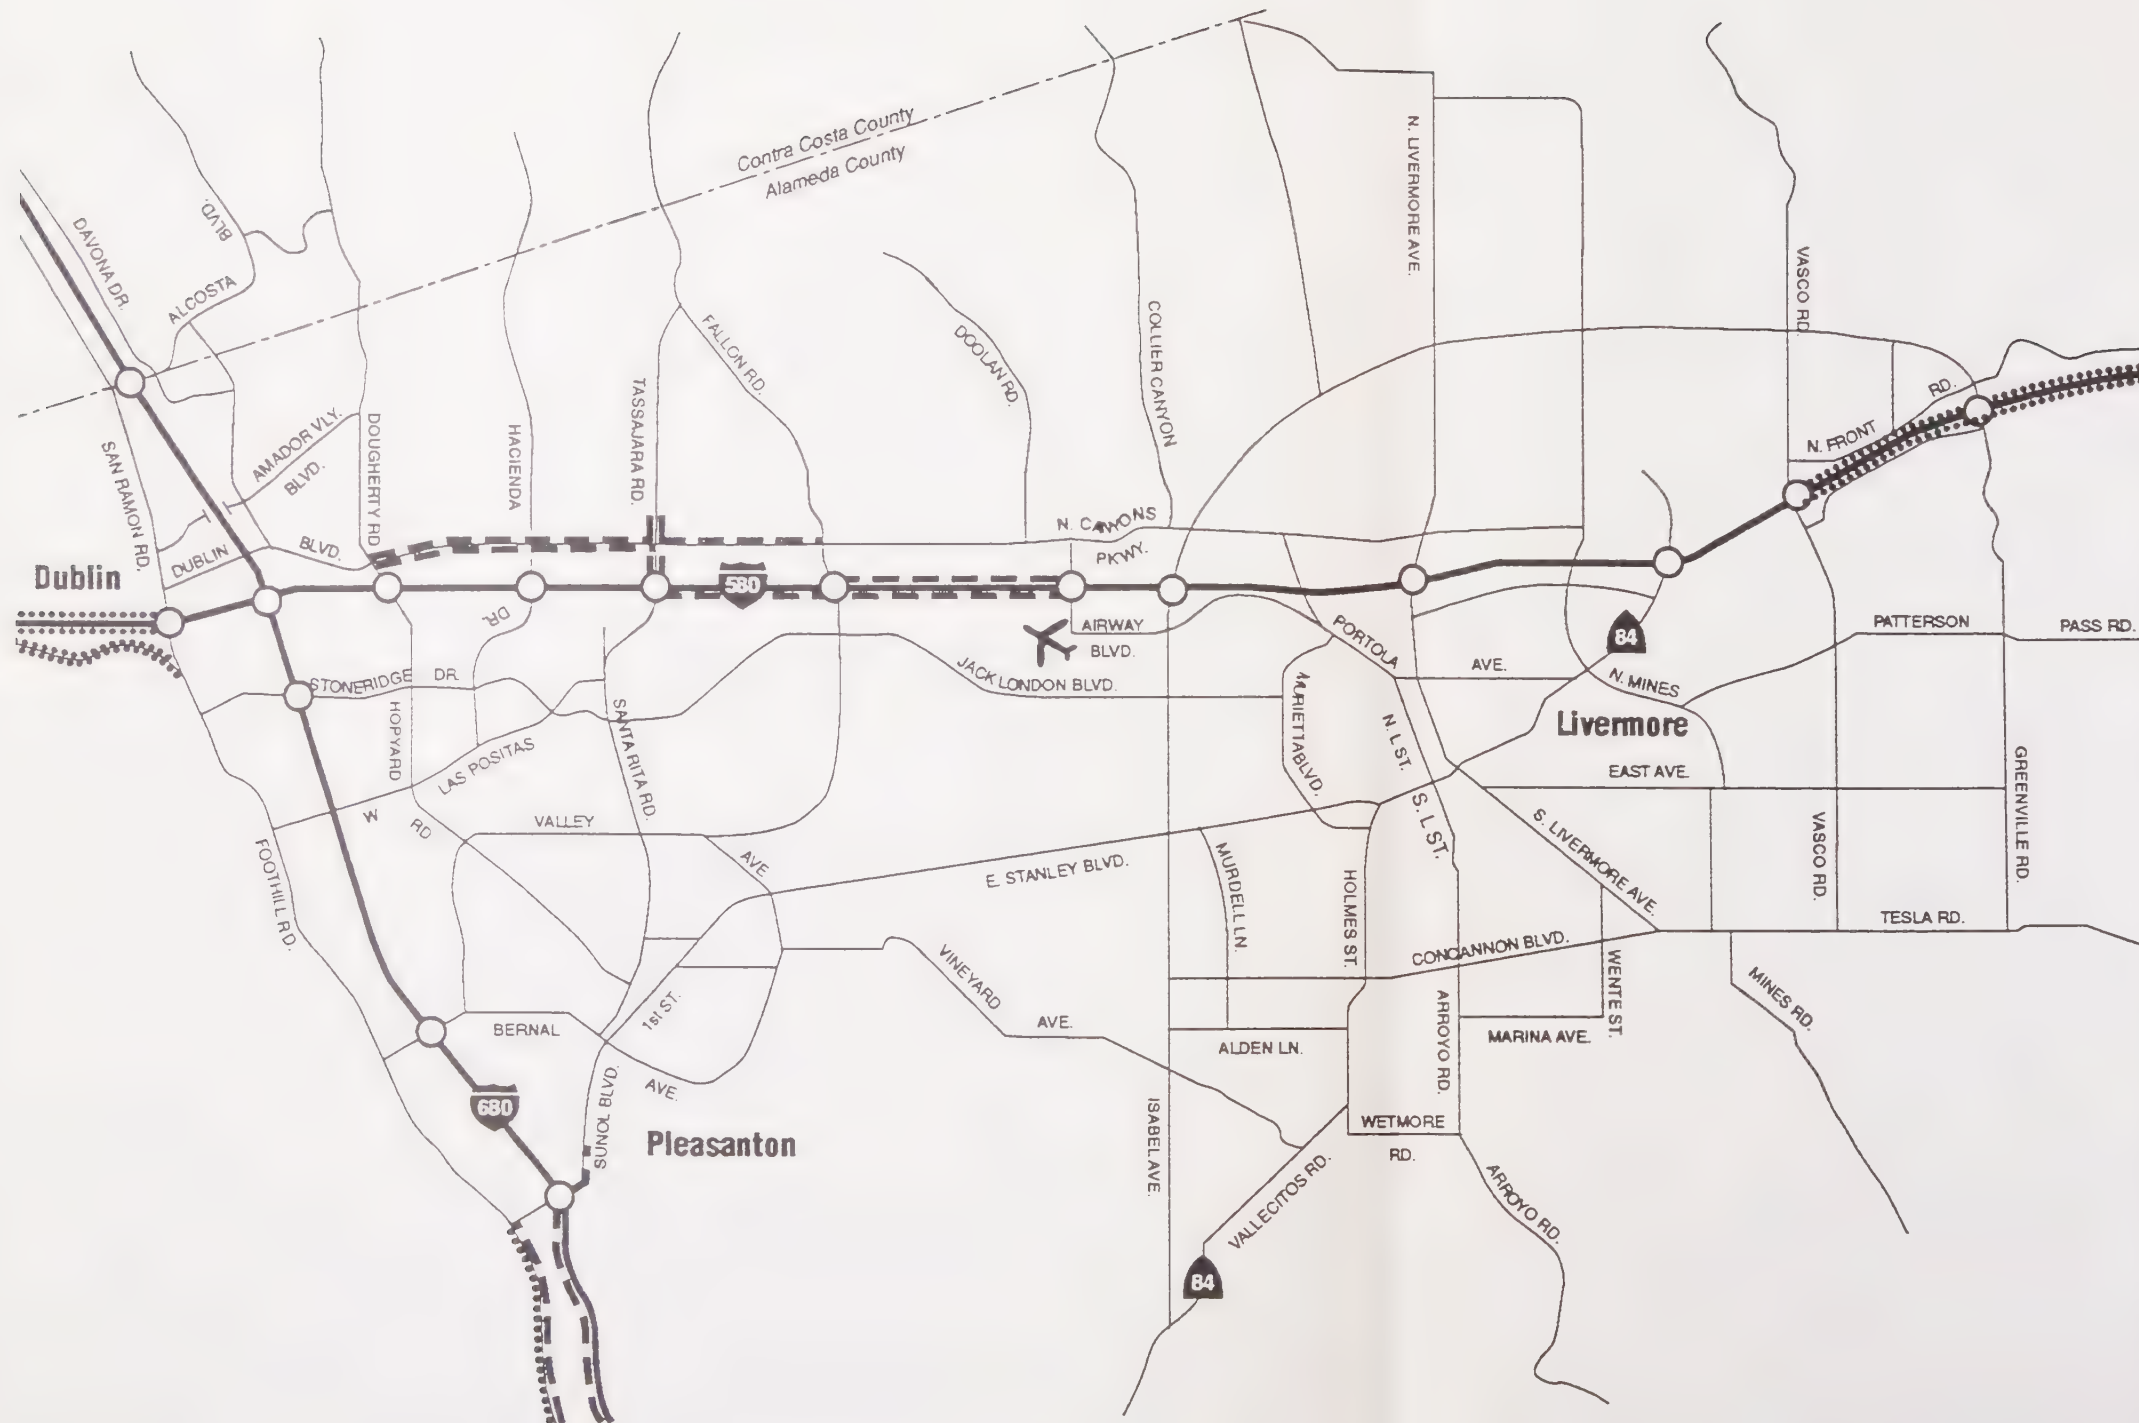 Contra Costa County
Alameda County
DAVONA DR.
ALCOSTA
BLVD.
N. LIVERMORE AVE.
VASCO RD.
COLLIER CANYON
DOOLAN RD.
FALLON RD.
TASSAJARA RD.
HACIENDA
DOUGHERTY RD
AMADOR VLY.
BLVD.
SAN RAMON RD.
DUBLIN
BLVD.
N. CANYONS
PKWY.
N. FRONT
RD.
Dublin
580
DR.
AIRWAY
BLVD.
PORTOLA
AVE.
84
PATTERSON
PASS RD.
STONERIDGE
DR.
JACK LONDON BLVD.
N. MINES
Livermore
HOPYARD
RD
SANTA RITA RD.
W
LAS POSITAS
MURIETTA BLVD.
N. L ST.
S. L ST.
EAST AVE.
GREENVILLE RD.
VALLEY
AVE
E. STANLEY BLVD.
MURDELL LN.
HOLMES ST.
S. LIVERMORE AVE.
VASCO RD.
TESLA RD.
FOOTHILL RD.
VINEYARD
AVE.
CONCANNON BLVD.
WENTE ST.
MINES RD.
1st ST.
BERNAL
AVE.
ALDEN LN.
ARROYO RD.
MARINA AVE.
680
SUNOL BLVD.
Pleasanton
ISABEL AVE.
WETMORE
RD.
VALLECITOS RD.
ARROYO RD.
84